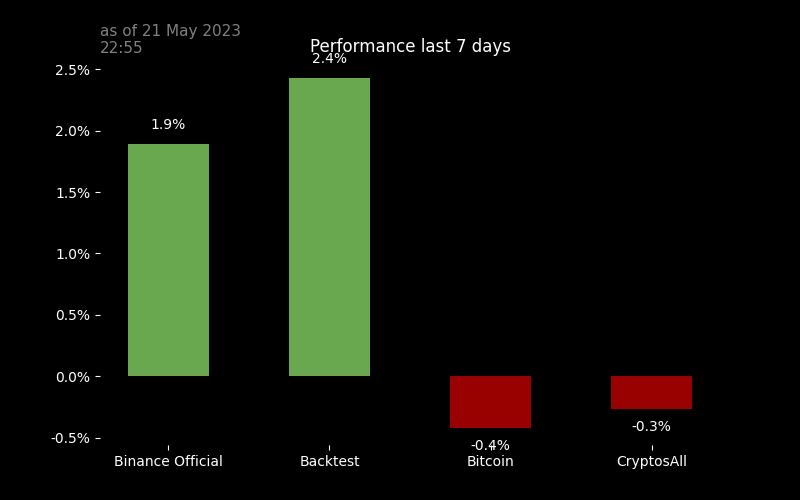 as of 21 May 2023
22:55
Performance last 7 days
2.5%
2.0%
1.5%
1.0%
0.5%
0.0%
-0.5%
1.9%
2.4%
-0.4%
-0.3%
Binance Official
Backtest
Bitcoin
CryptosAll